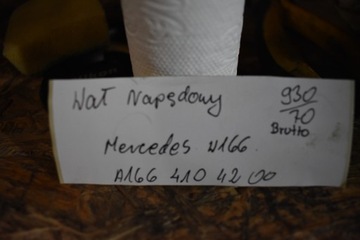 Wał Napędowy
930/70
Brutto
Mercedes W166
A166 410 42 00